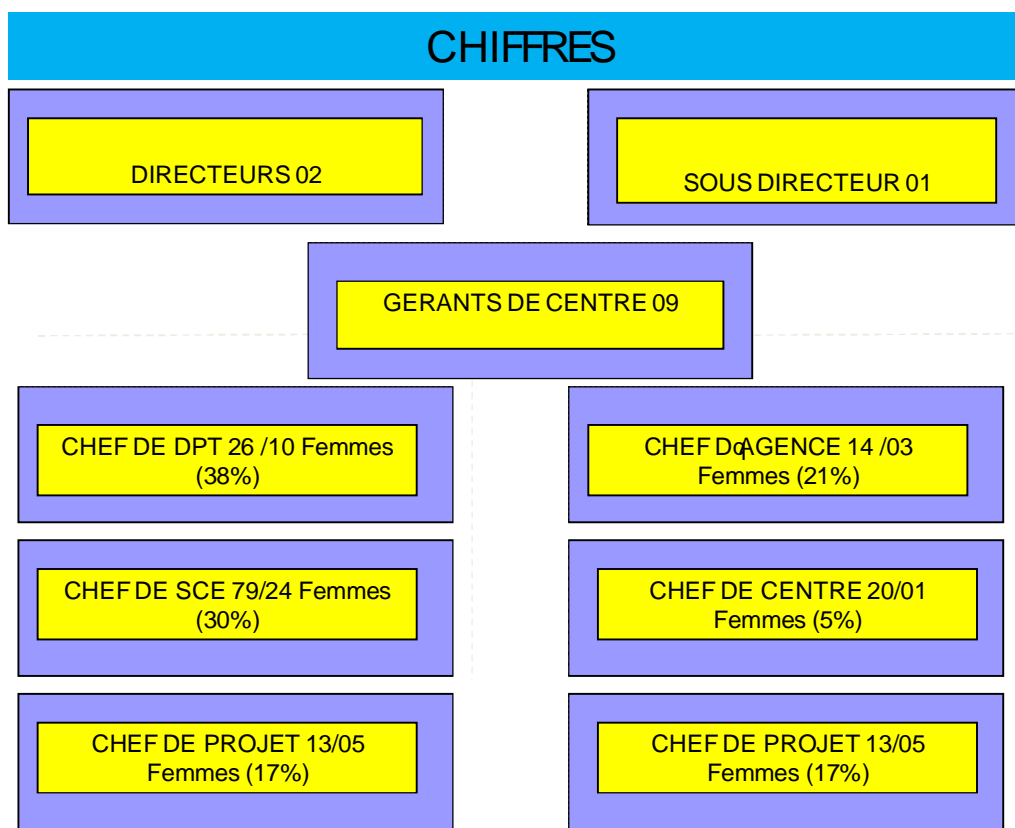 CHIFFRES
DIRECTEURS 02
SOUS DIRECTEUR 01
GERANTS DE CENTRE 09
CHEF DE DPT 26 /10 Femmes
(38%)
CHEF DqAGENCE 14 /03
Femmes (21%)
CHEF DE SCE 79/24 Femmes
(30%)
CHEF DE CENTRE 20/01
Femmes (5%)
CHEF DE PROJET 13/05
Femmes (17%)
CHEF DE PROJET 13/05
Femmes (17%)